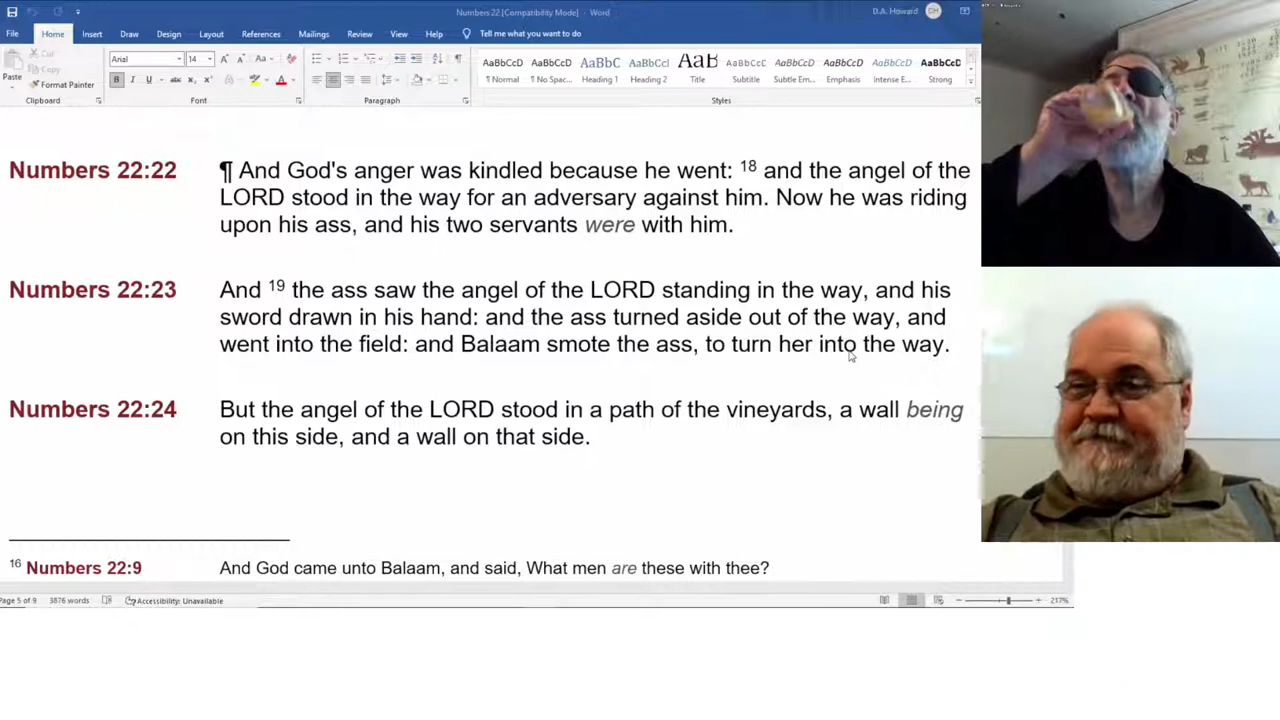 Numbers 22 [Compatibility Mode] - Word
D.A. Howard DH
File Home Insert Draw Design Layout References Mailings Review View Help Tell me what you want to do
Paste
Cut
Copy
Format Painter
Clipboard
Arial 14
Font
Paragraph
AaBbCcD AaBbCcD AaBbC AaBbCcl AaB AaBbCcD AaBbCcD AaBbCcD AaBbCcD AaBbCcD
¶ Normal ¶ No Spac... Heading 1 Heading 2 Title Subtitle Subtle Em... Emphasis Intense E... Strong
Styles
Numbers 22:22 ¶ And God's anger was kindled because he went: 18 and the angel of the
LORD stood in the way for an adversary against him. Now he was riding
upon his ass, and his two servants were with him.
Numbers 22:23 And 19 the ass saw the angel of the LORD standing in the way, and his
sword drawn in his hand: and the ass turned aside out of the way, and
went into the field: and Balaam smote the ass, to turn her into the way.
Numbers 22:24 But the angel of the LORD stood in a path of the vineyards, a wall being
on this side, and a wall on that side.
16 Numbers 22:9 And God came unto Balaam, and said, What men are these with thee?
Page 5 of 9 3876 words Accessibility: Unavailable 217%